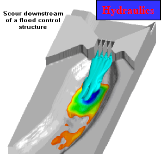 Hydraulics
Scour downstream
of a flood control
structure